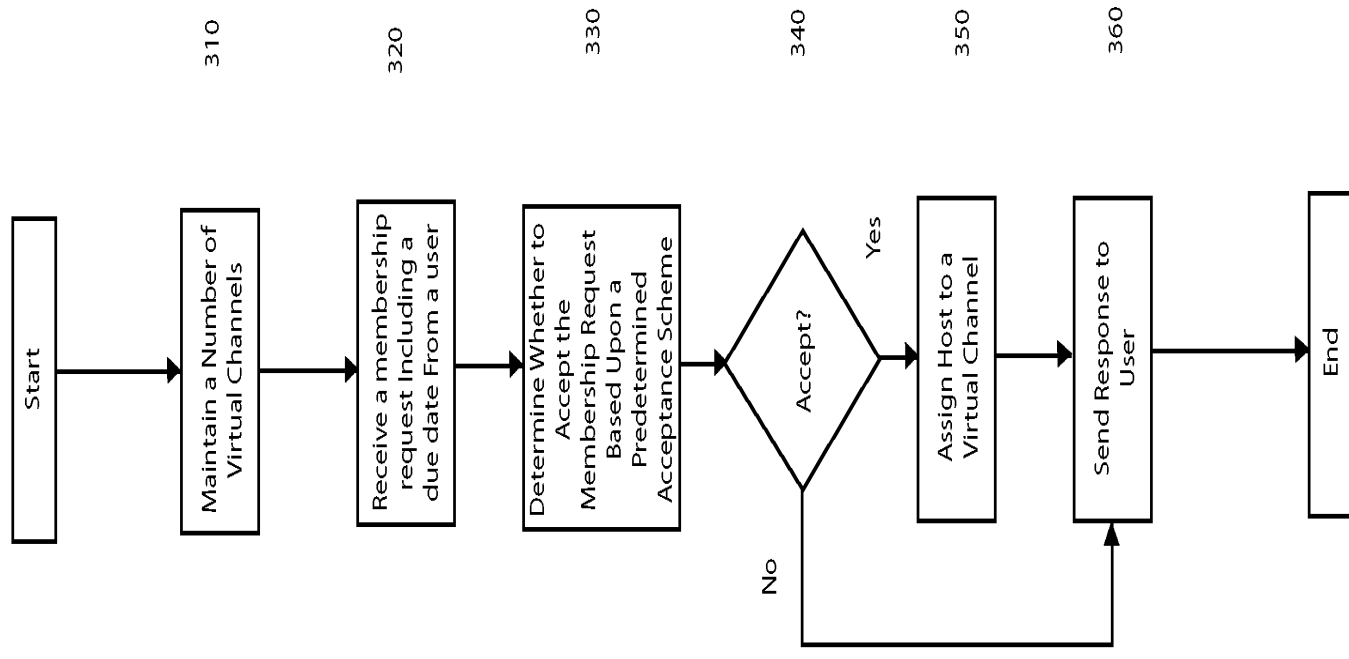 Start
310
Maintain a Number of
Virtual Channels
320
Receive a membership
request Including a
due date From a user
330
Determine Whether to
Accept the
Membership Request
Based Upon a
Predetermined
Acceptance Scheme
340
Accept?
No
Yes
350
Assign Host to a
Virtual Channel
360
Send Response to
User
End